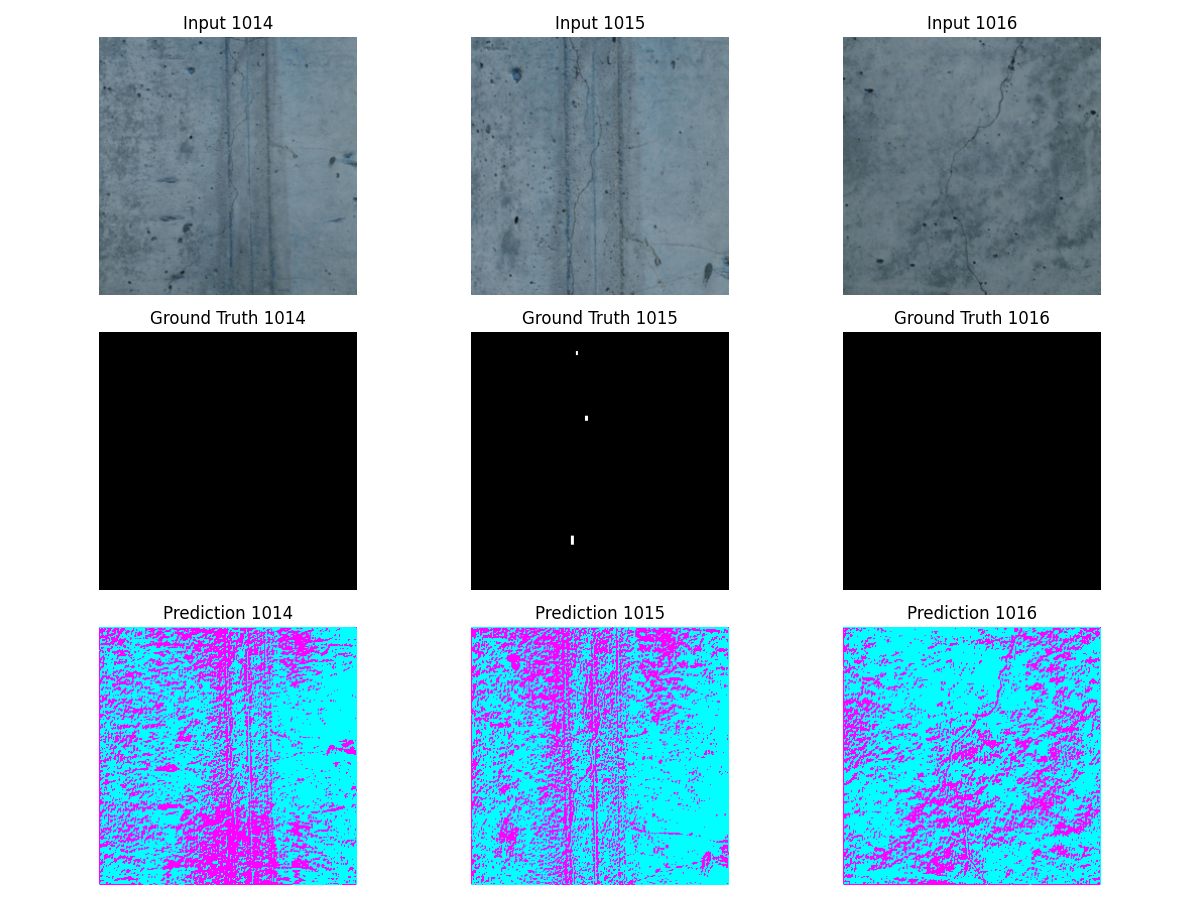 Input 1014
Input 1015
Input 1016
Ground Truth 1014
Ground Truth 1015
Ground Truth 1016
Prediction 1014
Prediction 1015
Prediction 1016